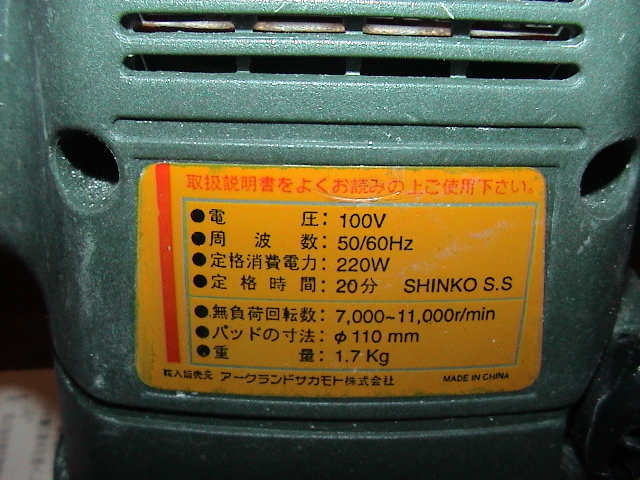 取扱説明書をよくお読みの上ご使用下さい。
●電圧：100V
●周波数：50/60Hz
●定格消費電力：220W
●定格時間：20分 SHINKO S.S
●無負荷回転数：7,000~11,000r/min
●パッドの寸法：φ110 mm
●重量：1.7Kg
輸入販売元 アークランドサカモト株式会社 MADE IN CHINA